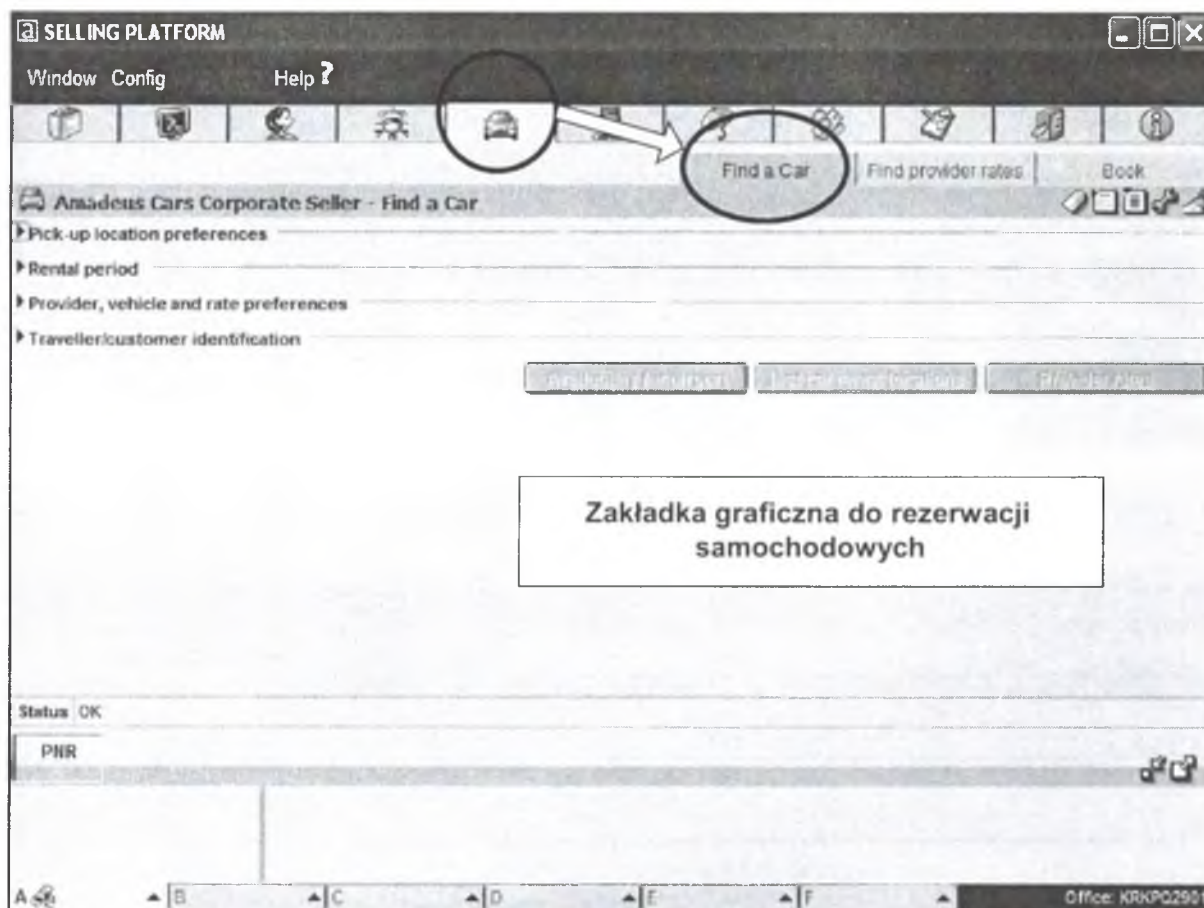 a SELLING PLATFORM
Window Config Help ?
Find a Car Find provider rates Book
Amadeus Cars Corporate Seller - Find a Car
Pick-up location preferences
Rental period
Provider, vehicle and rate preferences
Traveller/customer identification
Zakładka graficzna do rezerwacji
samochodowych
Status OK
PNR
A B C D E F Office: KRKPO290